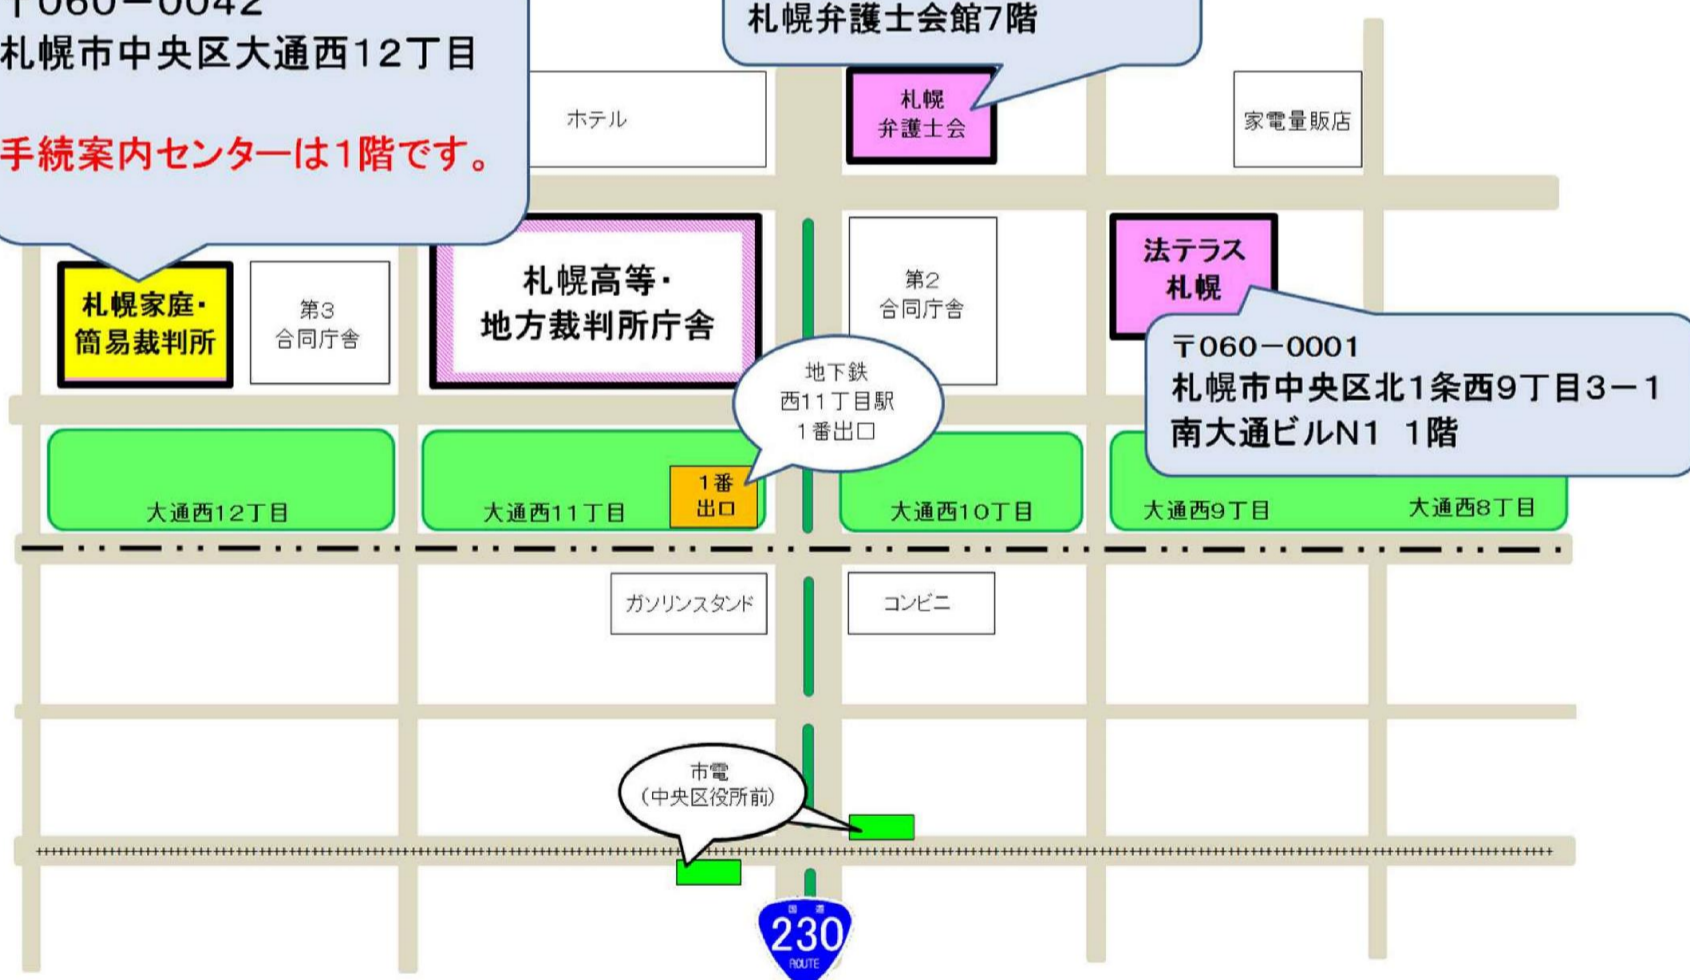 〒060-0042
札幌市中央区大通西12丁目
手続案内センターは1階です。
札幌弁護士会館7階
ホテル
札幌
弁護士会
家電量販店
札幌家庭・
簡易裁判所
第3
合同庁舎
札幌高等・
地方裁判所庁舎
第2
合同庁舎
法テラス
札幌
〒060-0001
札幌市中央区北1条西9丁目3-1
南大通ビルN1 1階
地下鉄
西11丁目駅
1番出口
1番
出口
大通西12丁目
大通西11丁目
大通西10丁目
大通西9丁目
大通西8丁目
ガソリンスタンド
コンビニ
市電
(中央区役所前)
国道
230
ROUTE